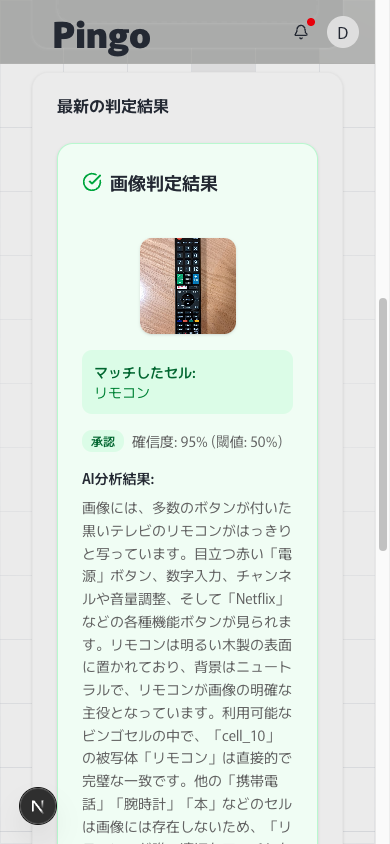 Pingo
D
最新の判定結果
画像判定結果
マッチしたセル:
リモコン
承認 確信度: 95% (閾値: 50%)
AI分析結果:
画像には、多数のボタンが付いた
黒いテレビのリモコンがはっきり
と写っています。目立つ赤い「電
源」ボタン、数字入力、チャンネ
ルや音量調整、そして「Netflix」
などの各種機能ボタンが見られま
す。リモコンは明るい木製の表面
に置かれており、背景はニュート
ラルで、リモコンが画像の明確な
主役となっています。利用可能な
ビンゴセルの中で、「cell_10」
の被写体「リモコン」は直接的で
完璧な一致です。他の「携帯電
話」「腕時計」「本」などのセル
は画像には存在しないため、「リ
N